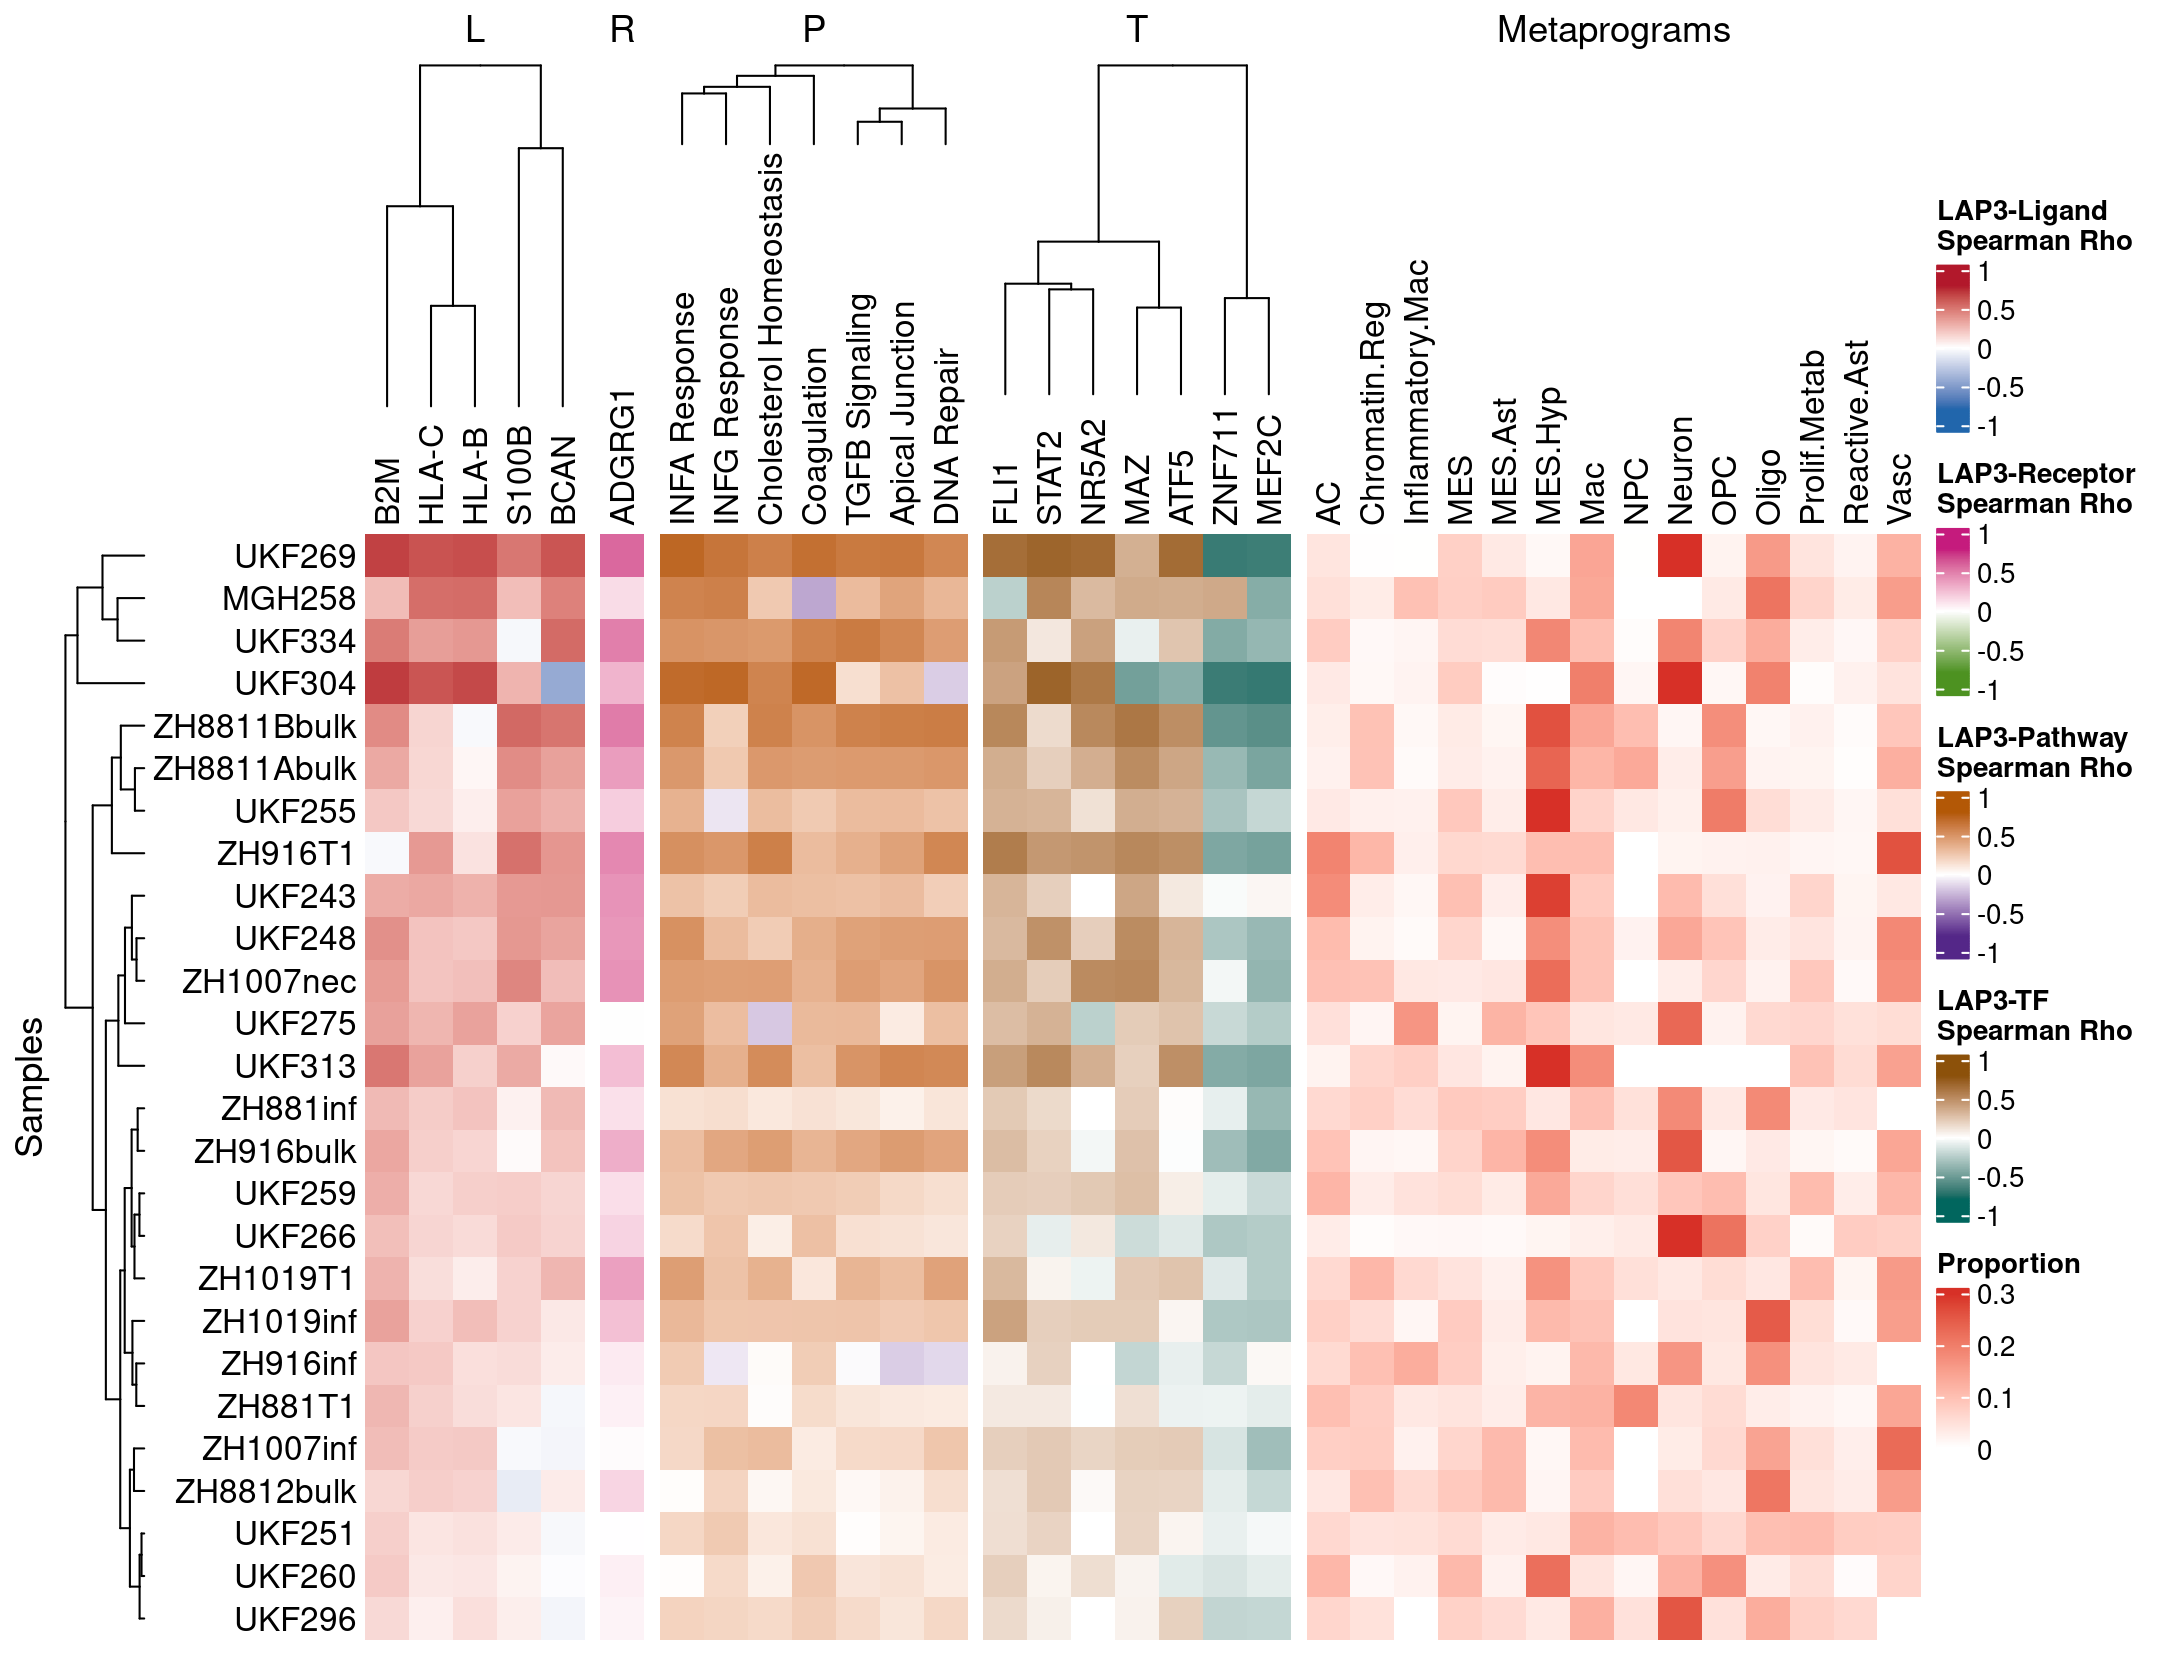 L
R
P
T
Metaprograms
B2M
HLA-C
HLA-B
S100B
BCAN
ADGRG1
INFA Response
INFG Response
Cholesterol Homeostasis
Coagulation
TGFB Signaling
Apical Junction
DNA Repair
FLI1
STAT2
NR5A2
MAZ
ATF5
ZNF711
MEF2C
AC
Chromatin.Reg
Inflammatory.Mac
MES
MES.Ast
MES.Hyp
Mac
NPC
Neuron
OPC
Oligo
Prolif.Metab
Reactive.Ast
Vasc
Samples
UKF269
MGH258
UKF334
UKF304
ZH8811Bbulk
ZH8811Abulk
UKF255
ZH916T1
UKF243
UKF248
ZH1007nec
UKF275
UKF313
ZH881inf
ZH916bulk
UKF259
UKF266
ZH1019T1
ZH1019inf
ZH916inf
ZH881T1
ZH1007inf
ZH8812bulk
UKF251
UKF260
UKF296
LAP3-Ligand
Spearman Rho
1
0.5
0
-0.5
-1
LAP3-Receptor
Spearman Rho
1
0.5
0
-0.5
-1
LAP3-Pathway
Spearman Rho
1
0.5
0
-0.5
-1
LAP3-TF
Spearman Rho
1
0.5
0
-0.5
-1
Proportion
0.3
0.2
0.1
0